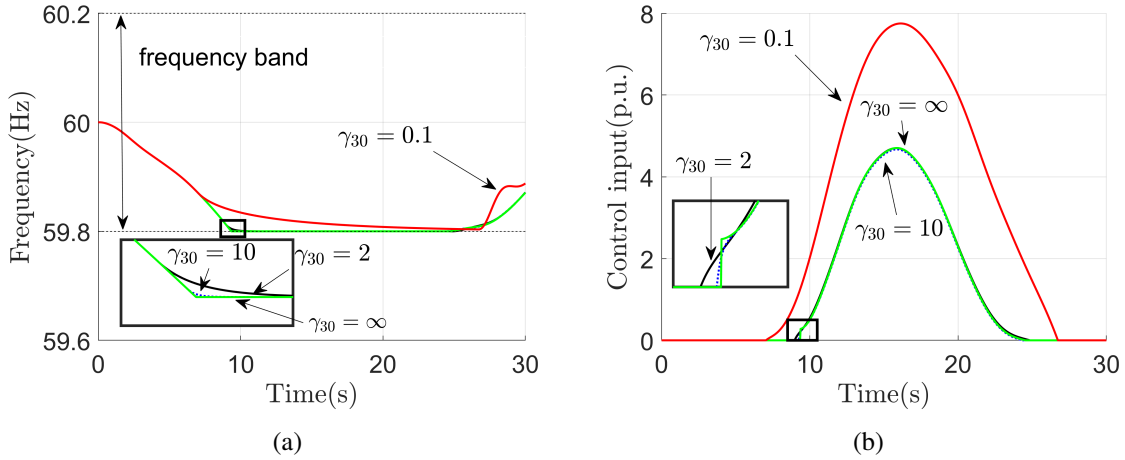 60.2
60
59.8
59.6
Frequency(Hz)
frequency band
γ30 = 0.1
γ30 = 10
γ30 = 2
γ30 = ∞
0
10
20
30
Time(s)
(a)
8
6
4
2
0
Control input(p.u.)
γ30 = 0.1
γ30 = ∞
γ30 = 2
γ30 = 10
0
10
20
30
Time(s)
(b)